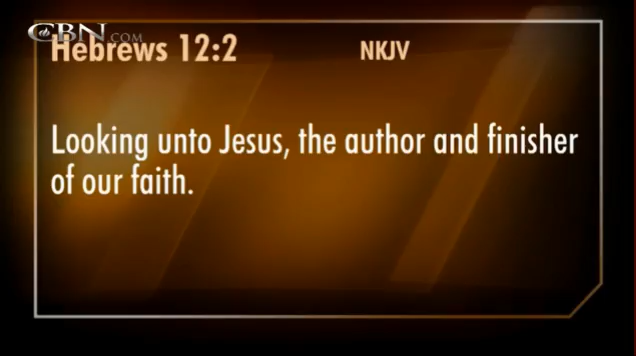 CBN.COM
Hebrews 12:2 NKJV
Looking unto Jesus, the author and finisher
of our faith.